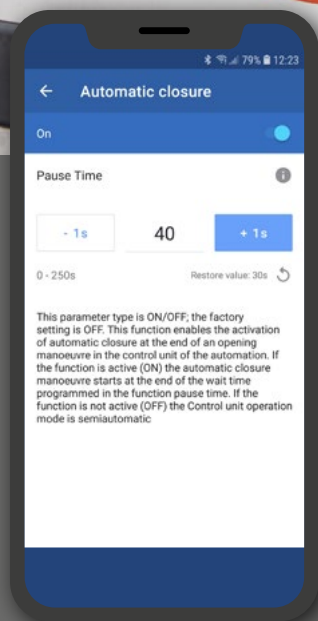 79% 12:23
Automatic closure
On
Pause Time
- 1s 40 + 1s
0 - 250s Restore value: 30s
This parameter type is ON/OFF; the factory
setting is OFF. This function enables the activation
of automatic closure at the end of an opening
manoeuvre in the control unit of the automation. If
the function is active (ON) the automatic closure
manoeuvre starts at the end of the wait time
programmed in the function pause time. If the
function is not active (OFF) the Control unit operation
mode is semiautomatic